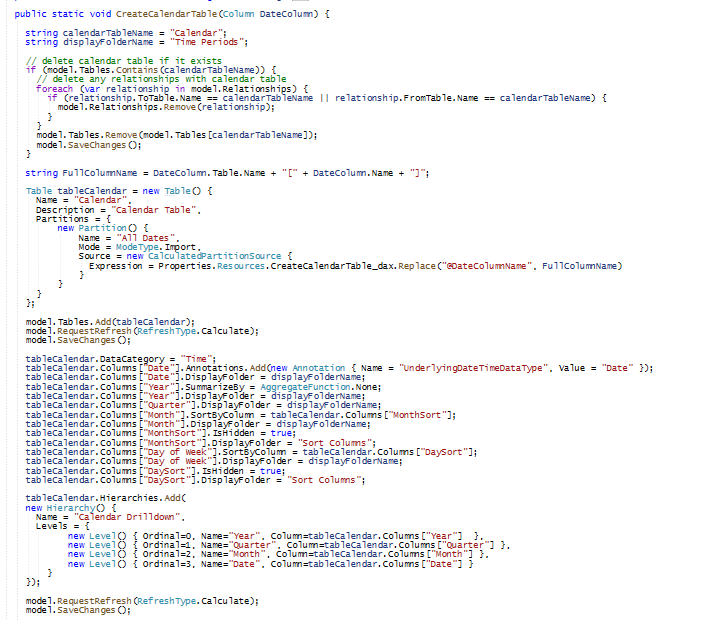 public static void CreateCalendarTable(Column DateColumn) {
string calendarTableName = "Calendar";
string displayFolderName = "Time Periods";
// delete calendar table if it exists
if (model.Tables.Contains(calendarTableName)) {
// delete any relationships with calendar table
foreach (var relationship in model.Relationships) {
if (relationship.ToTable.Name == calendarTableName || relationship.FromTable.Name == calendarTableName) {
model.Relationships.Remove(relationship);
}
}
model.Tables.Remove(model.Tables[calendarTableName]);
model.SaveChanges();
}
string FullColumnName = DateColumn.Table.Name + "[" + DateColumn.Name + "]";
Table tableCalendar = new Table() {
Name = "Calendar",
Description = "Calendar Table",
Partitions = {
new Partition() {
Name = "All Dates",
Mode = ModeType.Import,
Source = new CalculatedPartitionSource {
Expression = Properties.Resources.CreateCalendarTable_dax.Replace("@DateColumnName", FullColumnName)
}
}
}
};
model.Tables.Add(tableCalendar);
model.RequestRefresh(RefreshType.Calculate);
model.SaveChanges();
tableCalendar.DataCategory = "Time";
tableCalendar.Columns["Date"].Annotations.Add(new Annotation { Name = "UnderlyingDateTimeDataType", Value = "Date" });
tableCalendar.Columns["Date"].DisplayFolder = displayFolderName;
tableCalendar.Columns["Year"].SummarizeBy = AggregateFunction.None;
tableCalendar.Columns["Year"].DisplayFolder = displayFolderName;
tableCalendar.Columns["Quarter"].DisplayFolder = displayFolderName;
tableCalendar.Columns["Month"].SortByColumn = tableCalendar.Columns["MonthSort"];
tableCalendar.Columns["Month"].DisplayFolder = displayFolderName;
tableCalendar.Columns["MonthSort"].IsHidden = true;
tableCalendar.Columns["MonthSort"].DisplayFolder = "Sort Columns";
tableCalendar.Columns["Day of Week"].SortByColumn = tableCalendar.Columns["DaySort"];
tableCalendar.Columns["Day of Week"].DisplayFolder = displayFolderName;
tableCalendar.Columns["DaySort"].IsHidden = true;
tableCalendar.Columns["DaySort"].DisplayFolder = "Sort Columns";
tableCalendar.Hierarchies.Add(
new Hierarchy() {
Name = "Calendar Drilldown",
Levels = {
new Level() { Ordinal=0, Name="Year", Column=tableCalendar.Columns["Year"] },
new Level() { Ordinal=1, Name="Quarter", Column=tableCalendar.Columns["Quarter"] },
new Level() { Ordinal=2, Name="Month", Column=tableCalendar.Columns["Month"] },
new Level() { Ordinal=3, Name="Date", Column=tableCalendar.Columns["Date"] }
}
});
model.RequestRefresh(RefreshType.Calculate);
model.SaveChanges();